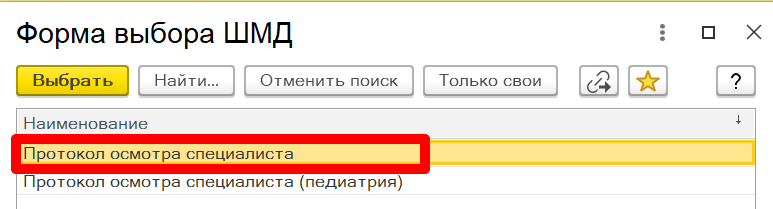 Форма выбора ШМД
Выбрать Найти... Отменить поиск Только свои ?
Наименование ↓
Протокол осмотра специалиста
Протокол осмотра специалиста (педиатрия)